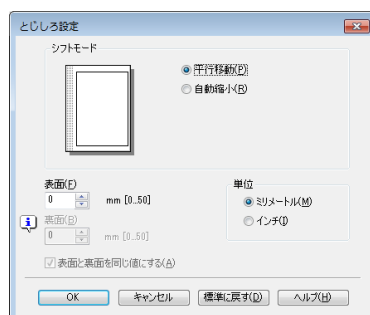 とじしろ設定
シフトモード
平行移動(P)
自動縮小(R)
表面(F)
0 mm [0..50]
裏面(B)
0 mm [0..50]
表面と裏面を同じ値にする(A)
単位
ミリメートル(M)
インチ(I)
OK キャンセル 標準に戻す(D) ヘルプ(H)